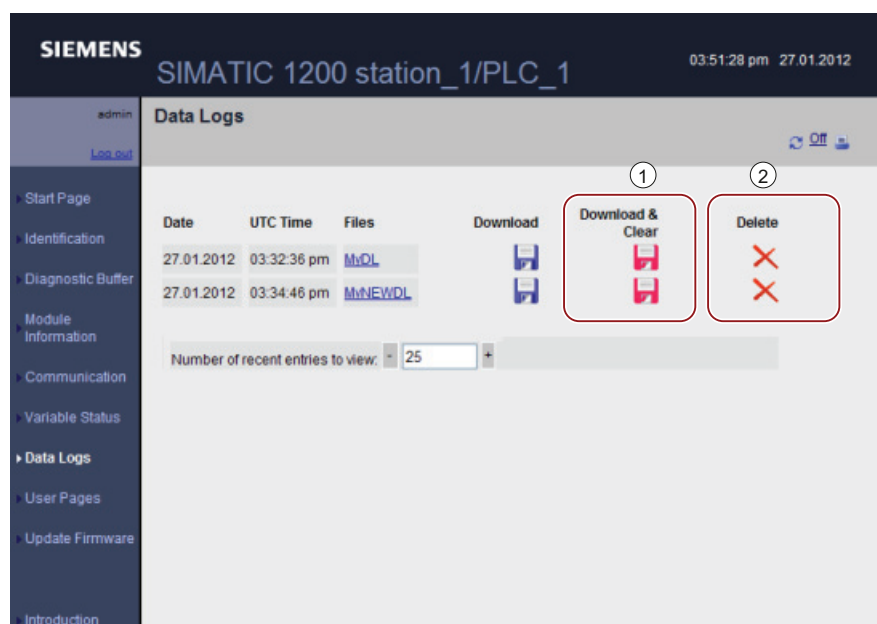 SIEMENS
SIMATIC 1200 station_1/PLC_1
03:51:28 pm 27.01.2012
admin
Log out
Data Logs
Off
1
2
Start Page
Identification
Diagnostic Buffer
Module
Information
Communication
Variable Status
Data Logs
User Pages
Update Firmware
Introduction
Date UTC Time Files Download Download &
Clear Delete
27.01.2012 03:32:36 pm MyDL
27.01.2012 03:34:46 pm MyNEWDL
Number of recent entries to view: - 25 +